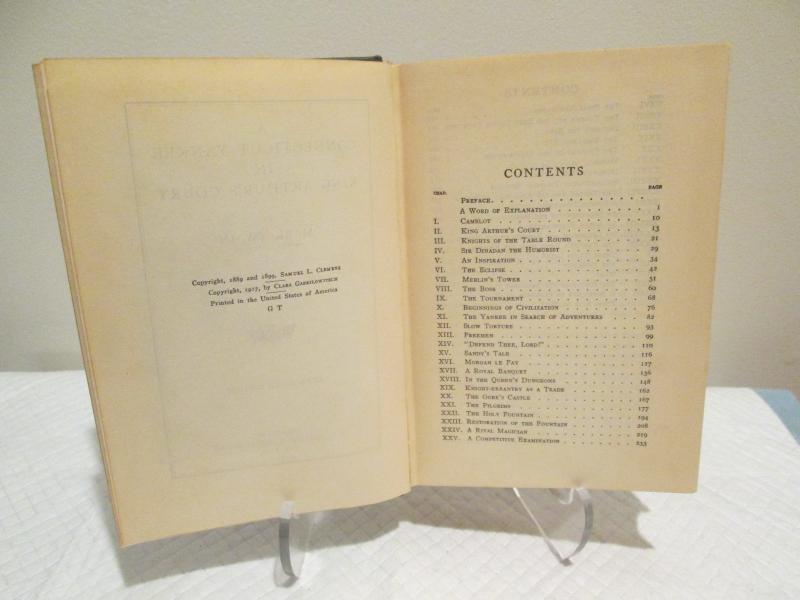 Copyright, 1889 and 1899, SAMUEL L. CLEMENS
Copyright, 1917, by CLARA GABRILOWITSCH
Printed in the United States of America
G T
CONTENTS
CHAP. PAGE
PREFACE.
A WORD OF EXPLANATION 1
I. CAMELOT 10
II. KING ARTHUR'S COURT 13
III. KNIGHTS OF THE TABLE ROUND 21
IV. SIR DINADAN THE HUMORIST 29
V. AN INSPIRATION 34
VI. THE ECLIPSE 42
VII. MERLIN'S TOWER 51
VIII. THE BOSS 60
IX. THE TOURNAMENT 68
X. BEGINNINGS OF CIVILIZATION 76
XI. THE YANKEE IN SEARCH OF ADVENTURES 82
XII. SLOW TORTURE 93
XIII. FREEMEN 99
XIV. "DEFEND THEE, LORD!" 110
XV. SANDY'S TALE 116
XVI. MORGAN LE FAY 127
XVII. A ROYAL BANQUET 136
XVIII. IN THE QUEEN'S DUNGEONS 148
XIX. KNIGHT-ERRANTRY AS A TRADE 162
XX. THE OGRE'S CASTLE 167
XXI. THE PILGRIMS 177
XXII. THE HOLY FOUNTAIN 194
XXIII. RESTORATION OF THE FOUNTAIN 208
XXIV. A RIVAL MAGICIAN 219
XXV. A COMPETITIVE EXAMINATION 233